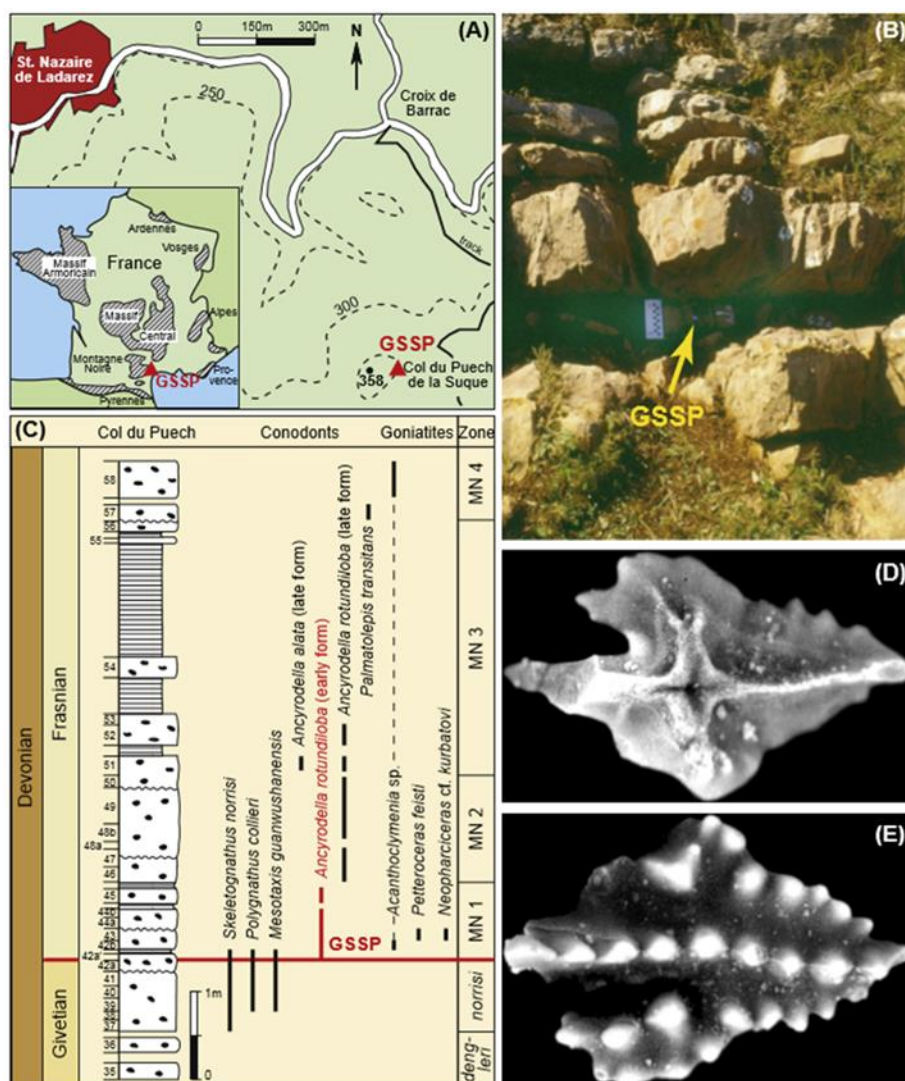 (A)
0 150m 300m
N
St. Nazaire
de Ladarez
250
Croix de
Barrac
track
300
GSSP
358
Col du Puech
de la Suque
Ardennes
Vosges
France
Massif
Armoricain
Massif
Central
Alpes
Montagne
Noire
GSSP
Pro-
vence
Pyrennes
(B)
GSSP
(C)
Col du Puech Conodonts Goniatites Zone
Devonian
Frasnian
Givetian
58
57
56
55
54
53
52
51
50
49
48b
48a
47
46
45
44b
44a
43
42b
42a'
42a
41
40
39
38
37
36
35
1m
0
Skeletognathus norrisi
Polygnathus collieri
Mesotaxis guanwushanensis
Ancyrodella alata (late form)
Ancyrodella rotundiloba (early form)
Ancyrodella rotundiloba (late form)
Palmatolepis transitans
Acanthoclymenia sp.
Petteroceras feisti
Neopharciceras cf. kurbatovi
GSSP
MN 4
MN 3
MN 2
MN 1
norrisi
deng-
leri
(D)
(E)